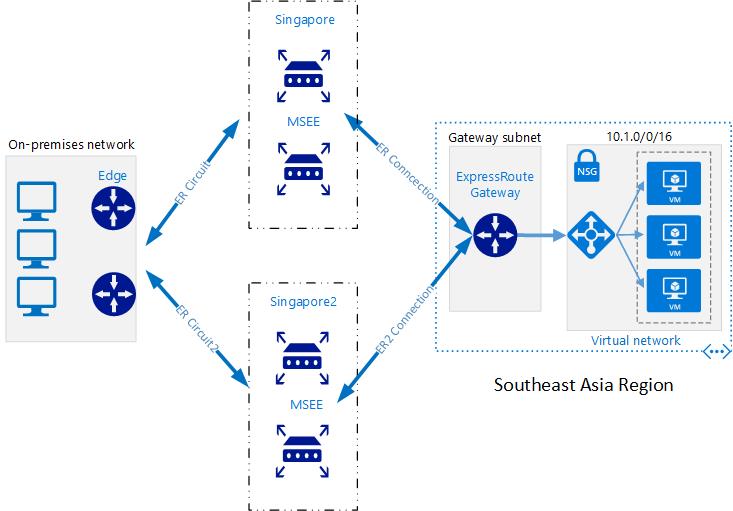 Singapore
MSEE
On-premises network
Edge
ER Circuit
ER Conncection
Gateway subnet
10.1.0/0/16
ExpressRoute
Gateway
NSG
VM
VM
VM
Virtual network
ER Circuit2
ER2 Connection
Singapore2
MSEE
Southeast Asia Region